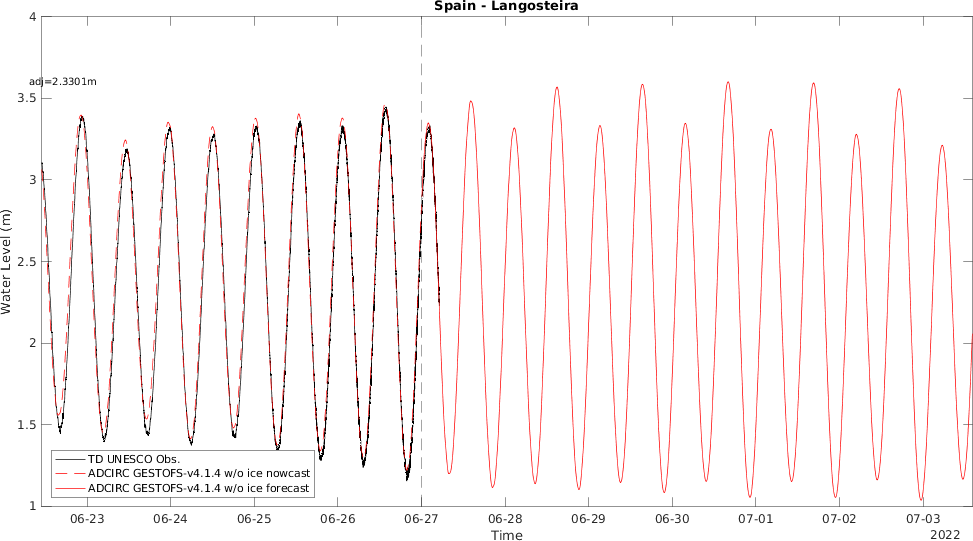 Spain - Langosteira
adj=2.3301m
4
3.5
3
2.5
2
1.5
1
Water Level (m)
TD UNESCO Obs.
ADCIRC GESTOFS-v4.1.4 w/o ice nowcast
ADCIRC GESTOFS-v4.1.4 w/o ice forecast
06-23 06-24 06-25 06-26 06-27 06-28 06-29 06-30 07-01 07-02 07-03
Time
2022